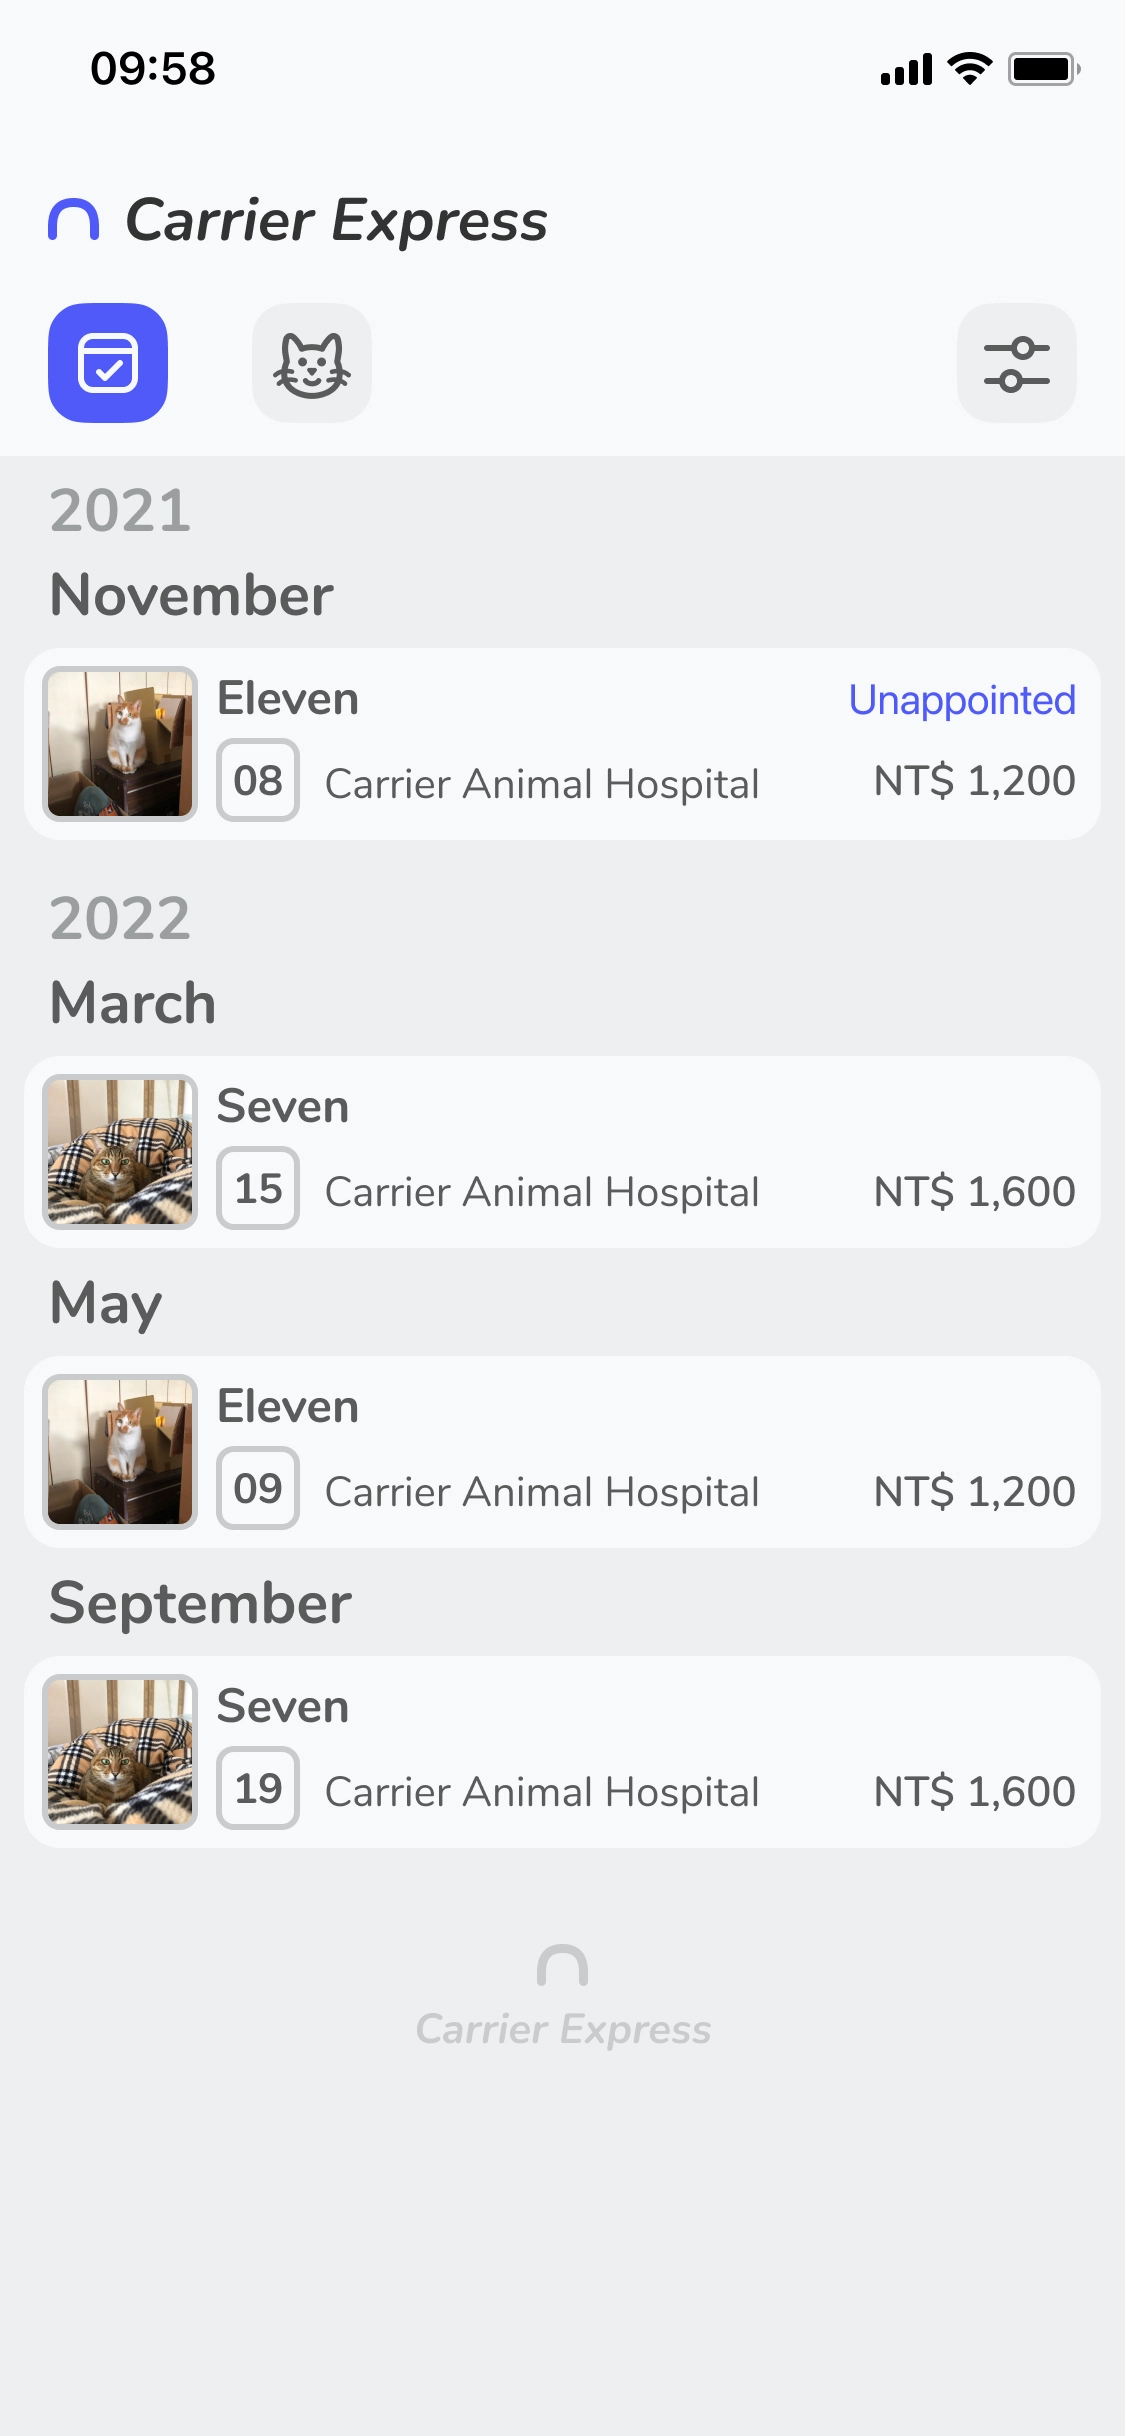 09:58
Carrier Express
2021
November
Eleven
Unappointed
08 Carrier Animal Hospital NT$ 1,200
2022
March
Seven
15 Carrier Animal Hospital NT$ 1,600
May
Eleven
09 Carrier Animal Hospital NT$ 1,200
September
Seven
19 Carrier Animal Hospital NT$ 1,600
Carrier Express